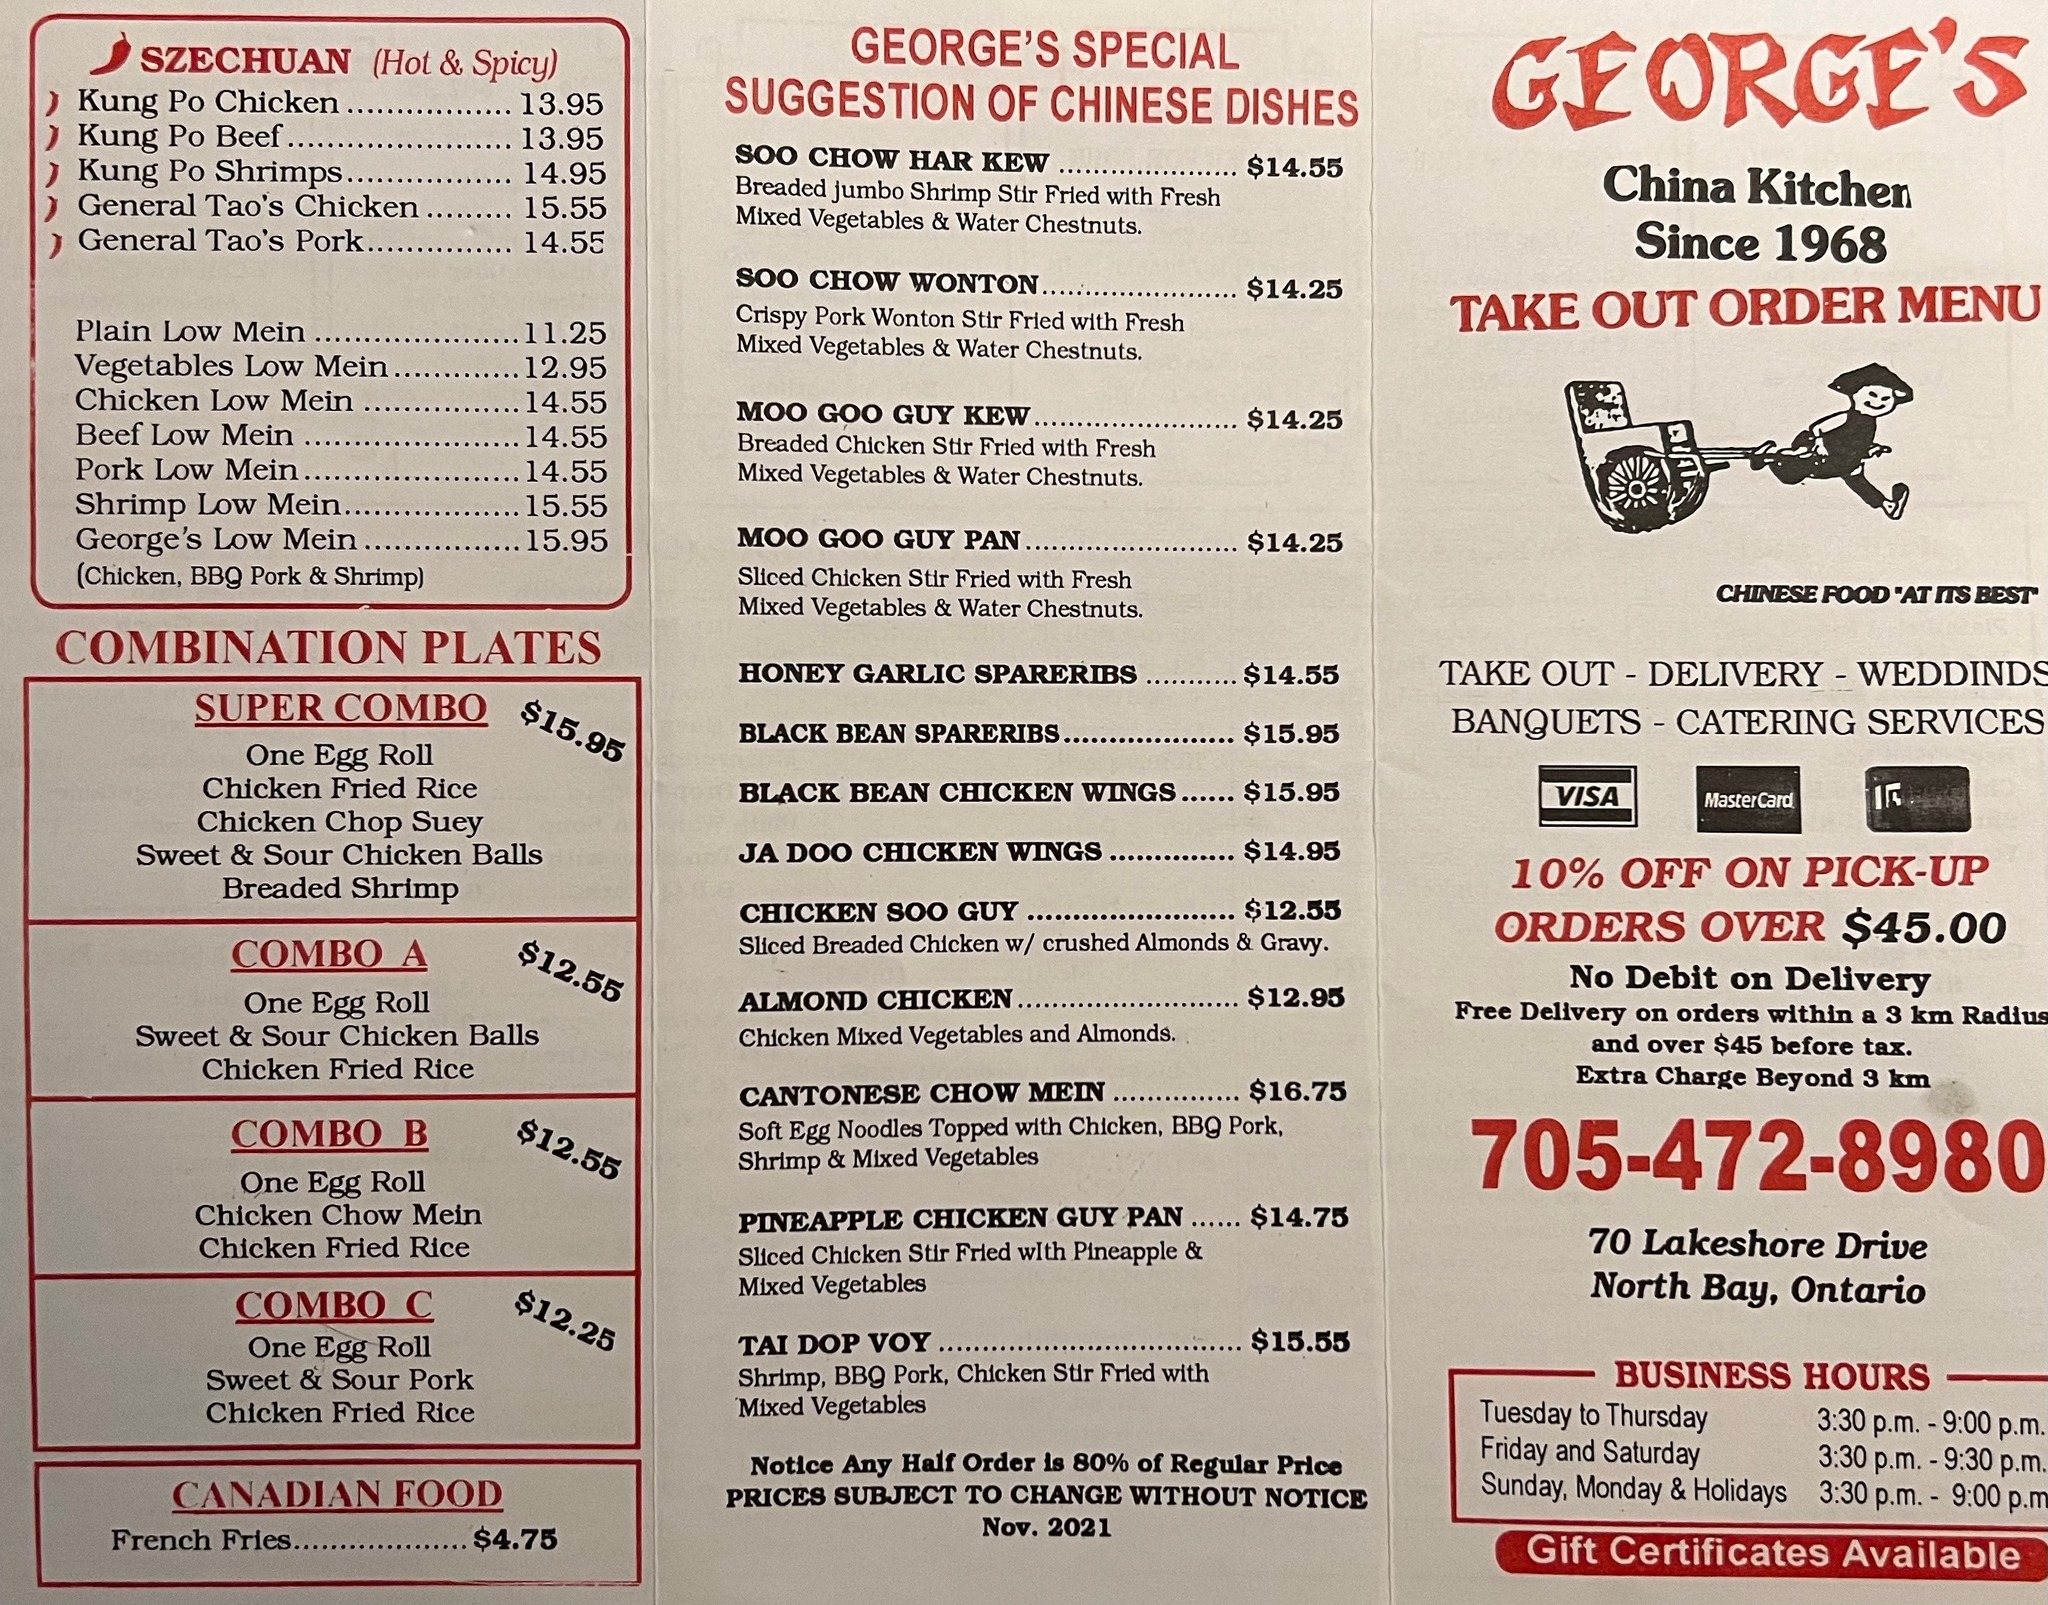 SZECHUAN (Hot & Spicy)
Kung Po Chicken ................. 13.95
Kung Po Beef ....................... 13.95
Kung Po Shrimps ................. 14.95
General Tao's Chicken ......... 15.55
General Tao's Pork ............... 14.55
Plain Low Mein ..................... 11.25
Vegetables Low Mein ............. 12.95
Chicken Low Mein ................ 14.55
Beef Low Mein ...................... 14.55
Pork Low Mein ...................... 14.55
Shrimp Low Mein .................. 15.55
George's Low Mein ................ 15.95
(Chicken, BBQ Pork & Shrimp)
COMBINATION PLATES
SUPER COMBO $15.95
One Egg Roll
Chicken Fried Rice
Chicken Chop Suey
Sweet & Sour Chicken Balls
Breaded Shrimp
COMBO A $12.55
One Egg Roll
Sweet & Sour Chicken Balls
Chicken Fried Rice
COMBO B $12.55
One Egg Roll
Chicken Chow Mein
Chicken Fried Rice
COMBO C $12.25
One Egg Roll
Sweet & Sour Pork
Chicken Fried Rice
CANADIAN FOOD
French Fries ................... $4.75
GEORGE'S SPECIAL
SUGGESTION OF CHINESE DISHES
SOO CHOW HAR KEW ...................... $14.55
Breaded jumbo Shrimp Stir Fried with Fresh
Mixed Vegetables & Water Chestnuts.
SOO CHOW WONTON ........................ $14.25
Crispy Pork Wonton Stir Fried with Fresh
Mixed Vegetables & Water Chestnuts.
MOO GOO GUY KEW ......................... $14.25
Breaded Chicken Stir Fried with Fresh
Mixed Vegetables & Water Chestnuts.
MOO GOO GUY PAN .......................... $14.25
Sliced Chicken Stir Fried with Fresh
Mixed Vegetables & Water Chestnuts.
HONEY GARLIC SPARERIBS ........... $14.55
BLACK BEAN SPARERIBS .................... $15.95
BLACK BEAN CHICKEN WINGS ...... $15.95
JA DOO CHICKEN WINGS .............. $14.95
CHICKEN SOO GUY ........................ $12.55
Sliced Breaded Chicken w/ crushed Almonds & Gravy.
ALMOND CHICKEN .......................... $12.95
Chicken Mixed Vegetables and Almonds.
CANTONESE CHOW MEIN ............... $16.75
Soft Egg Noodles Topped with Chicken, BBQ Pork,
Shrimp & Mixed Vegetables
PINEAPPLE CHICKEN GUY PAN ...... $14.75
Sliced Chicken Stir Fried wIth Pineapple &
Mixed Vegetables
TAI DOP VOY ................................... $15.55
Shrimp, BBQ Pork, Chicken Stir Fried with
Mixed Vegetables
Notice Any Half Order is 80% of Regular Price
PRICES SUBJECT TO CHANGE WITHOUT NOTICE
Nov. 2021
GEORGE'S
China Kitchen
Since 1968
TAKE OUT ORDER MENU
CHINESE FOOD "AT ITS BEST"
TAKE OUT - DELIVERY - WEDDINDS
BANQUETS - CATERING SERVICES
VISA MasterCard
10% OFF ON PICK-UP
ORDERS OVER $45.00
No Debit on Delivery
Free Delivery on orders within a 3 km Radius
and over $45 before tax.
Extra Charge Beyond 3 km
705-472-8980
70 Lakeshore Drive
North Bay, Ontario
BUSINESS HOURS
Tuesday to Thursday 3:30 p.m. - 9:00 p.m.
Friday and Saturday 3:30 p.m. - 9:30 p.m.
Sunday, Monday & Holidays 3:30 p.m. - 9:00 p.m
Gift Certificates Available